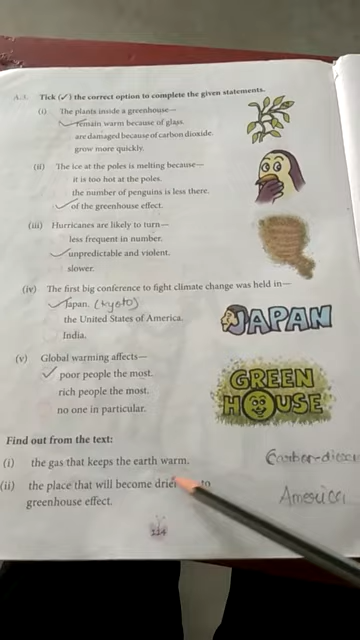 A.3. Tick (✓) the correct option to complete the given statements.
(i) The plants inside a greenhouse—
✓ remain warm because of glass.
are damaged because of carbon dioxide.
grow more quickly.
(ii) The ice at the poles is melting because—
it is too hot at the poles.
the number of penguins is less there.
✓ of the greenhouse effect.
(iii) Hurricanes are likely to turn—
less frequent in number.
✓ unpredictable and violent.
slower.
(iv) The first big conference to fight climate change was held in—
✓ Japan. (Kyoto)
the United States of America.
India.
JAPAN
(v) Global warming affects—
✓ poor people the most.
rich people the most.
no one in particular.
GREEN
HOUSE
Find out from the text:
(i) the gas that keeps the earth warm. Carbon-diox
(ii) the place that will become drier to
greenhouse effect. America
114